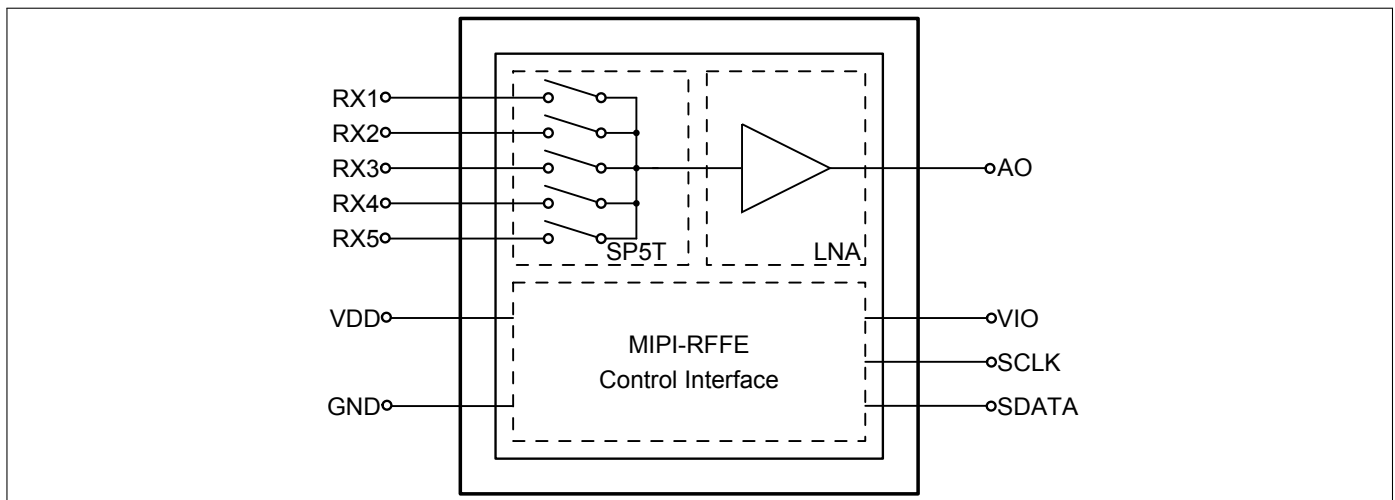 RX1
RX2
RX3
RX4
RX5
SP5T
LNA
AO
VDD
GND
MIPI-RFFE
Control Interface
VIO
SCLK
SDATA